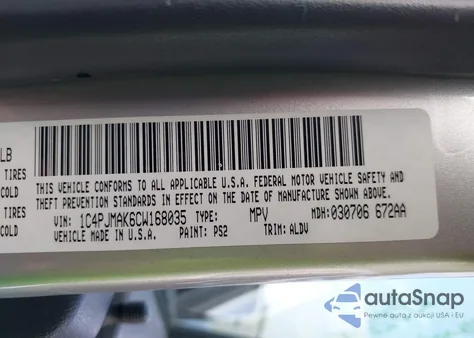 LB
TIRES
COLD
TIRES
COLD
THIS VEHICLE CONFORMS TO ALL APPLICABLE U.S.A. FEDERAL MOTOR VEHICLE SAFETY AND
THEFT PREVENTION STANDARDS IN EFFECT ON THE DATE OF MANUFACTURE SHOWN ABOVE.
VIN: 1C4PJMAK6CW168035 TYPE: MPV MDH: 030706 672AA
VEHICLE MADE IN U.S.A. PAINT: PS2 TRIM: ALDV
autoSnap
Pewne auta z aukcji USA i EU